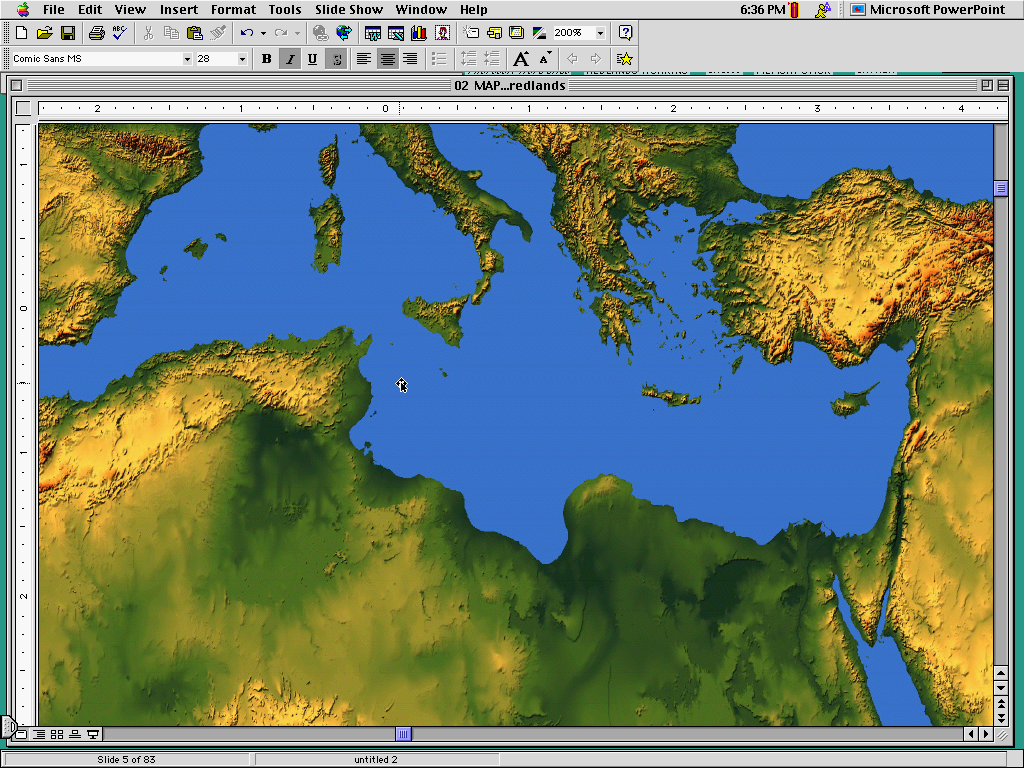 File Edit View Insert Format Tools Slide Show Window Help 6:36 PM Microsoft PowerPoint
ABC 200% ?
Comic Sans MS 28 B I U S A A
02 MAP...redlands
2 1 0 1 2 3 4
1
0
1
2
Slide 5 of 83 untitled 2